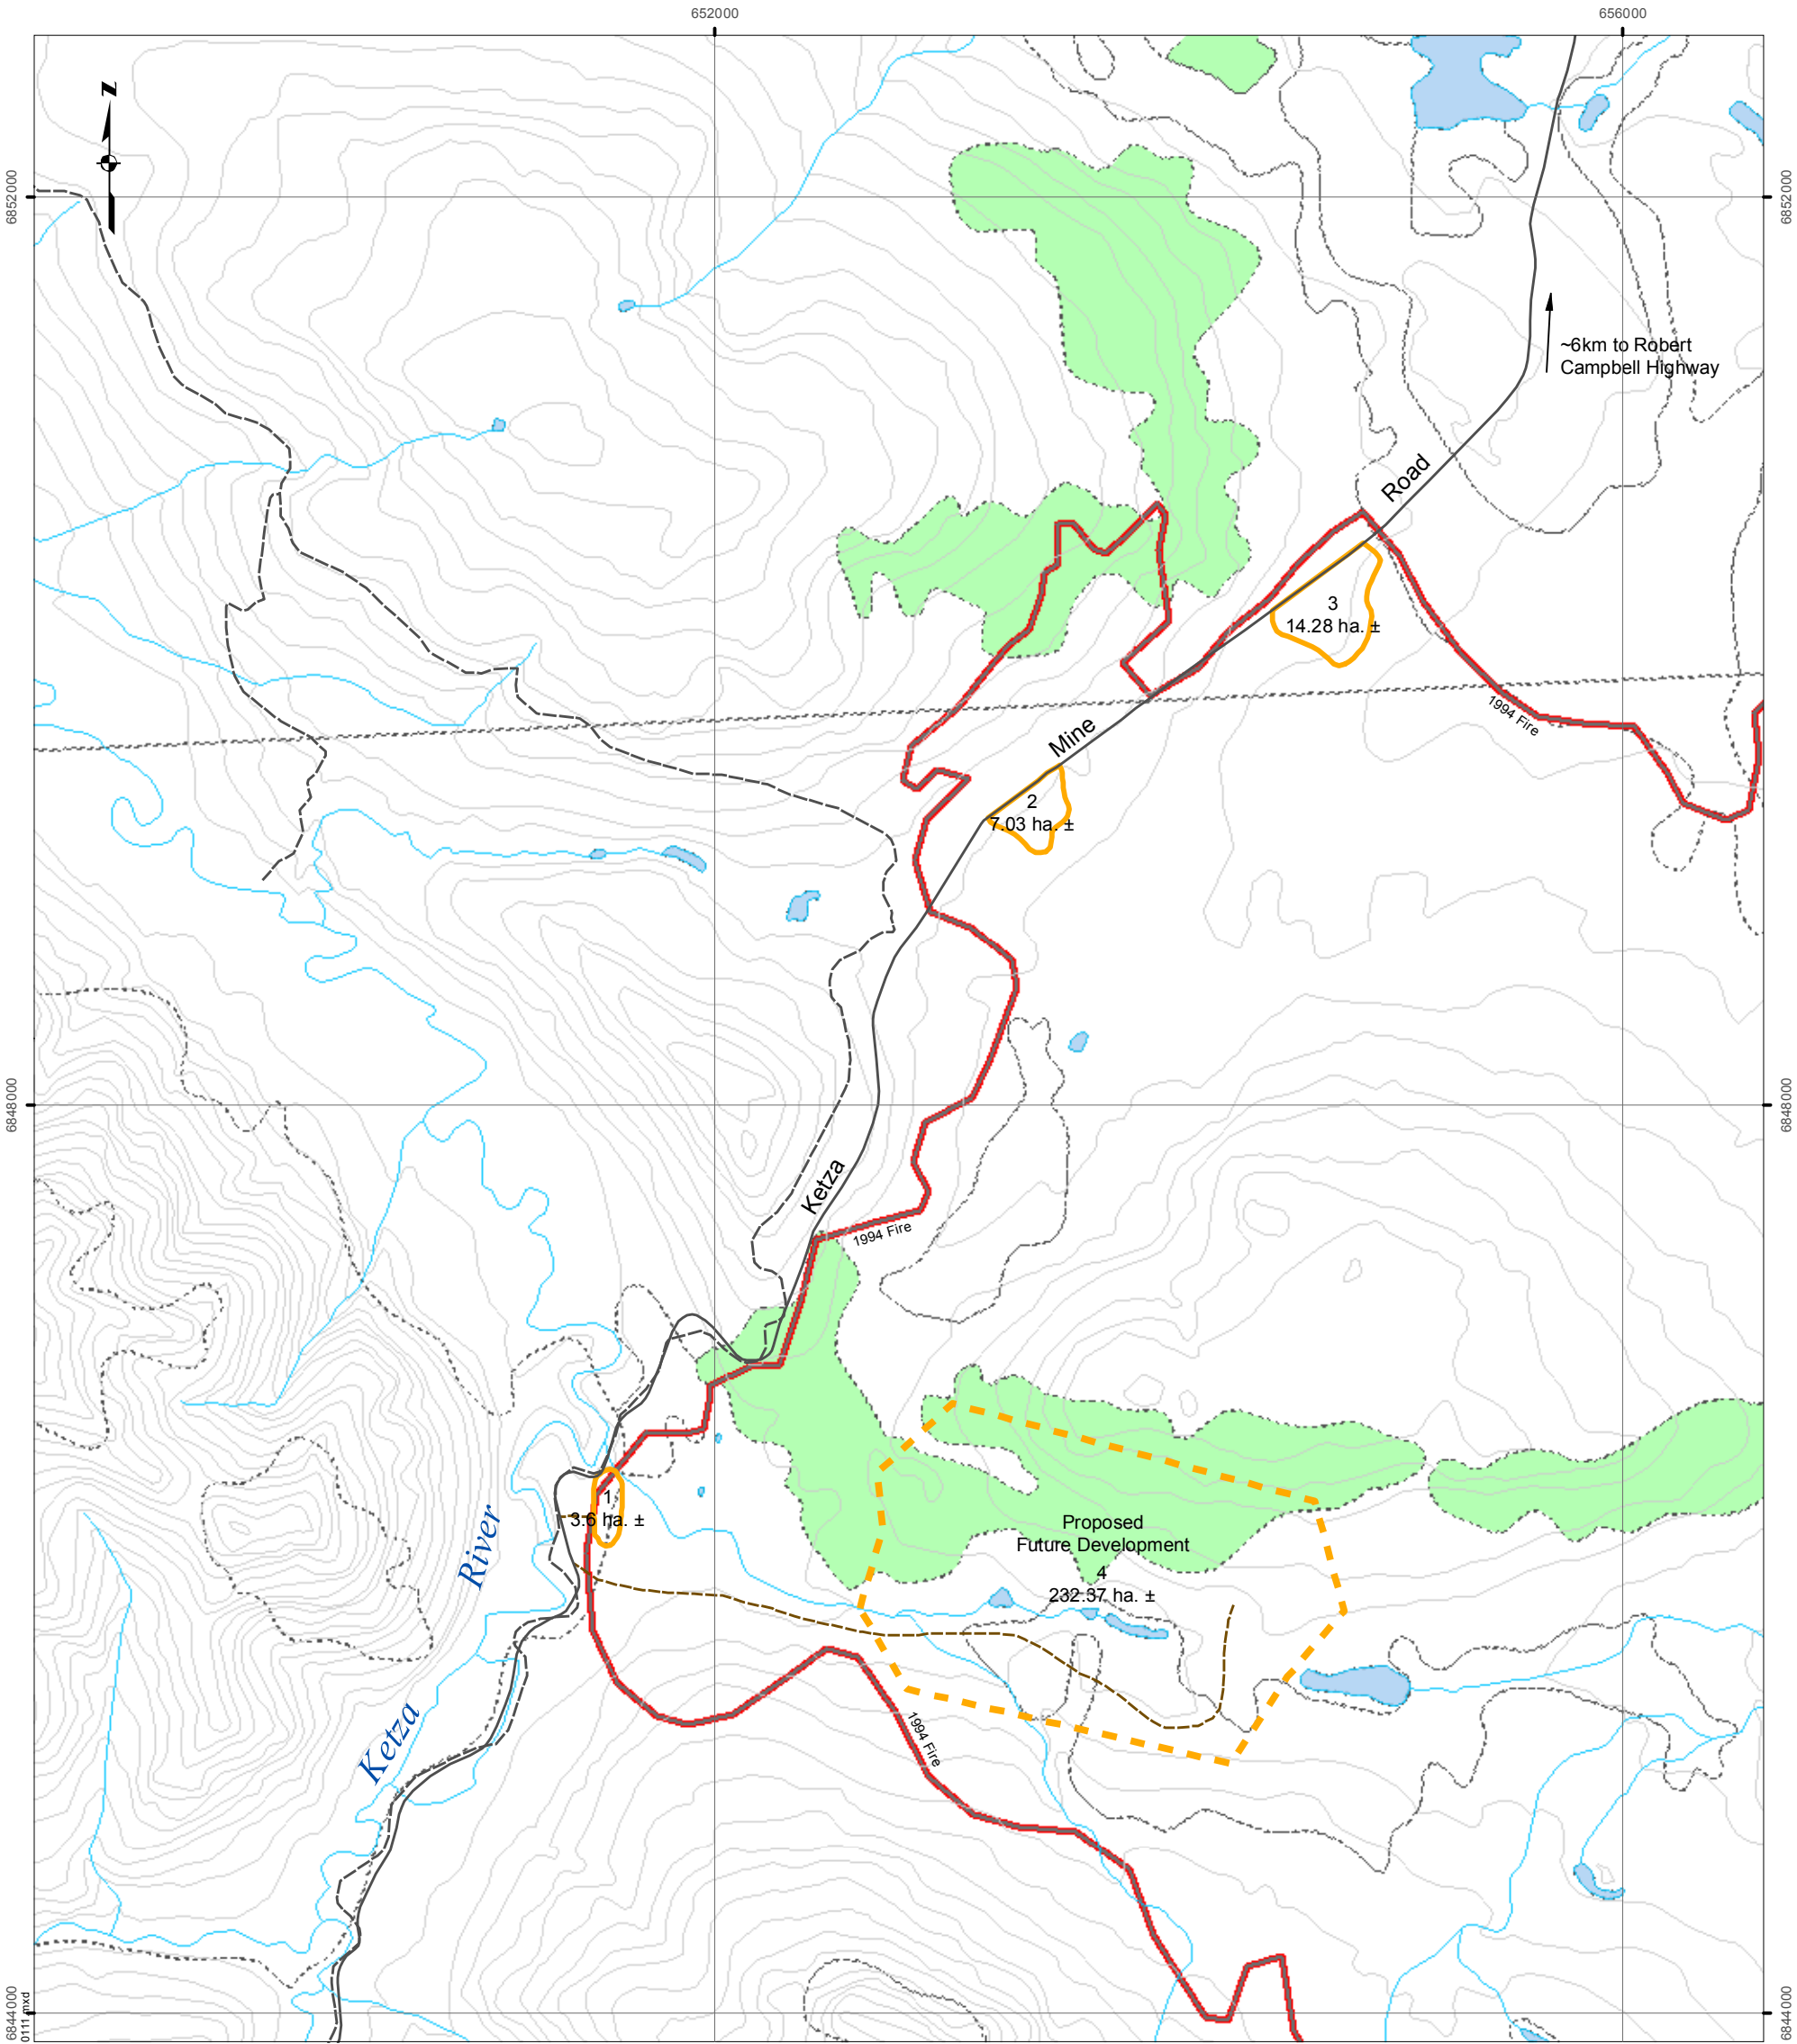 652000
656000
N
6852000
6852000
~6km to Robert
Campbell Highway
Road
3
14.28 ha. ±
1994 Fire
Mine
2
7.03 ha. ±
6848000
6848000
Ketza
1994 Fire
1
3.6 ha. ±
River
Proposed
Future Development
4
232.37 ha. ±
Ketza
1994 Fire
6844000
0111.mxd
6844000